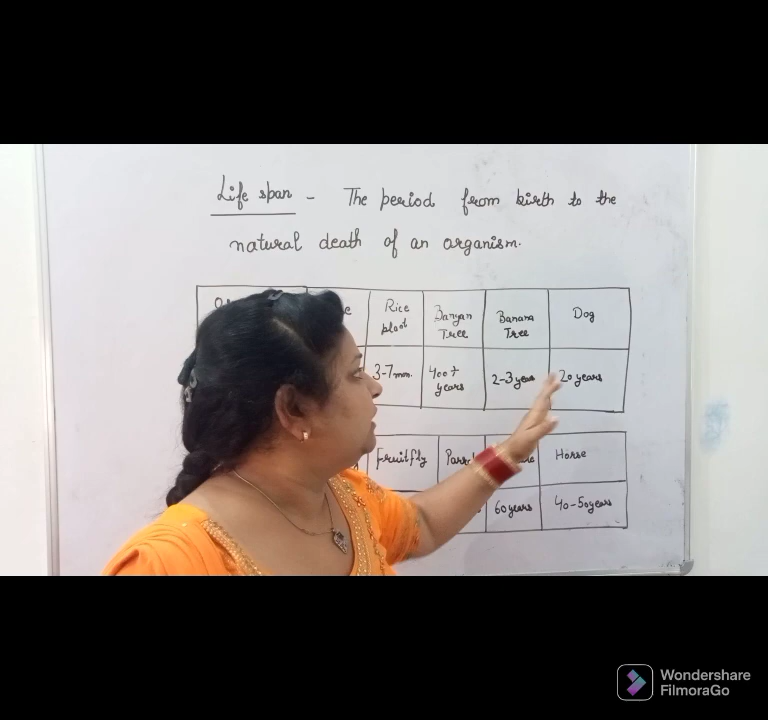 Life span - The period from birth to the
natural death of an organism.
Rice
plant
Banyan
Tree
Banana
Tree
Dog
3-7 mon.
400+
years
2-3 years
20 years
Fruitfly
Horse
60 years
40-50 years
Wondershare
FilmoraGo